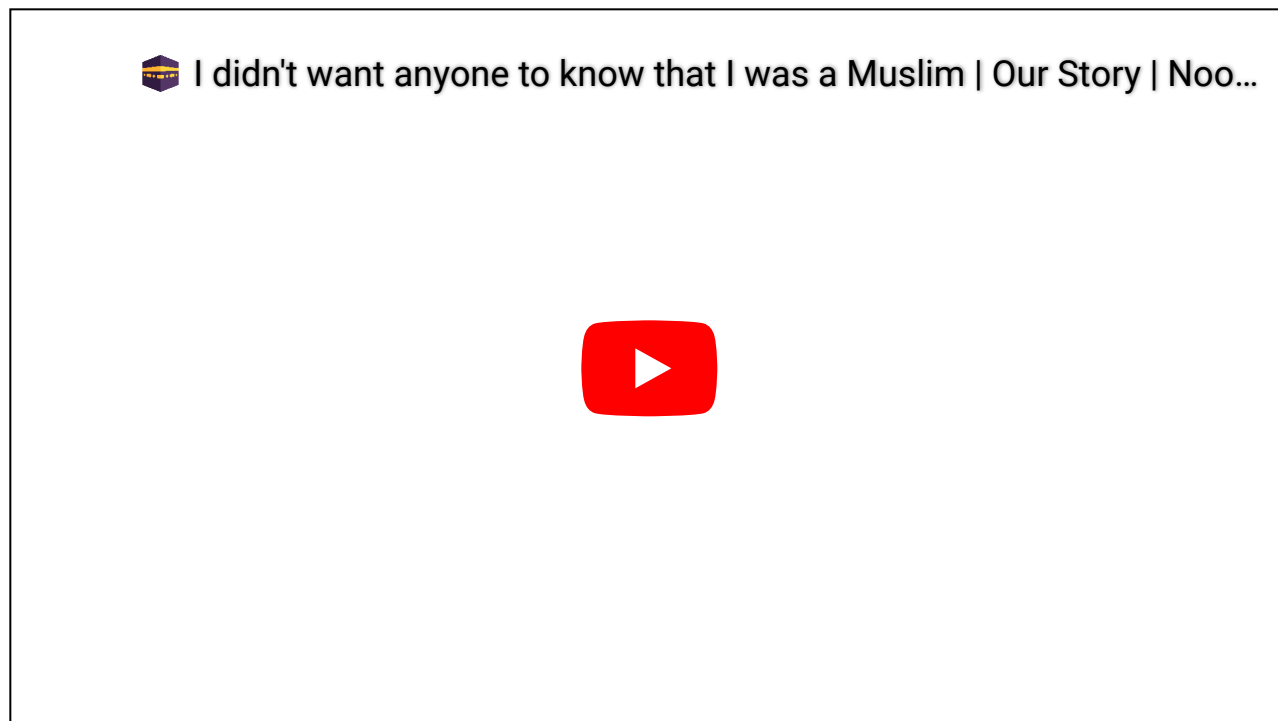 🕋 I didn't want anyone to know that I was a Muslim | Our Story | Noo…